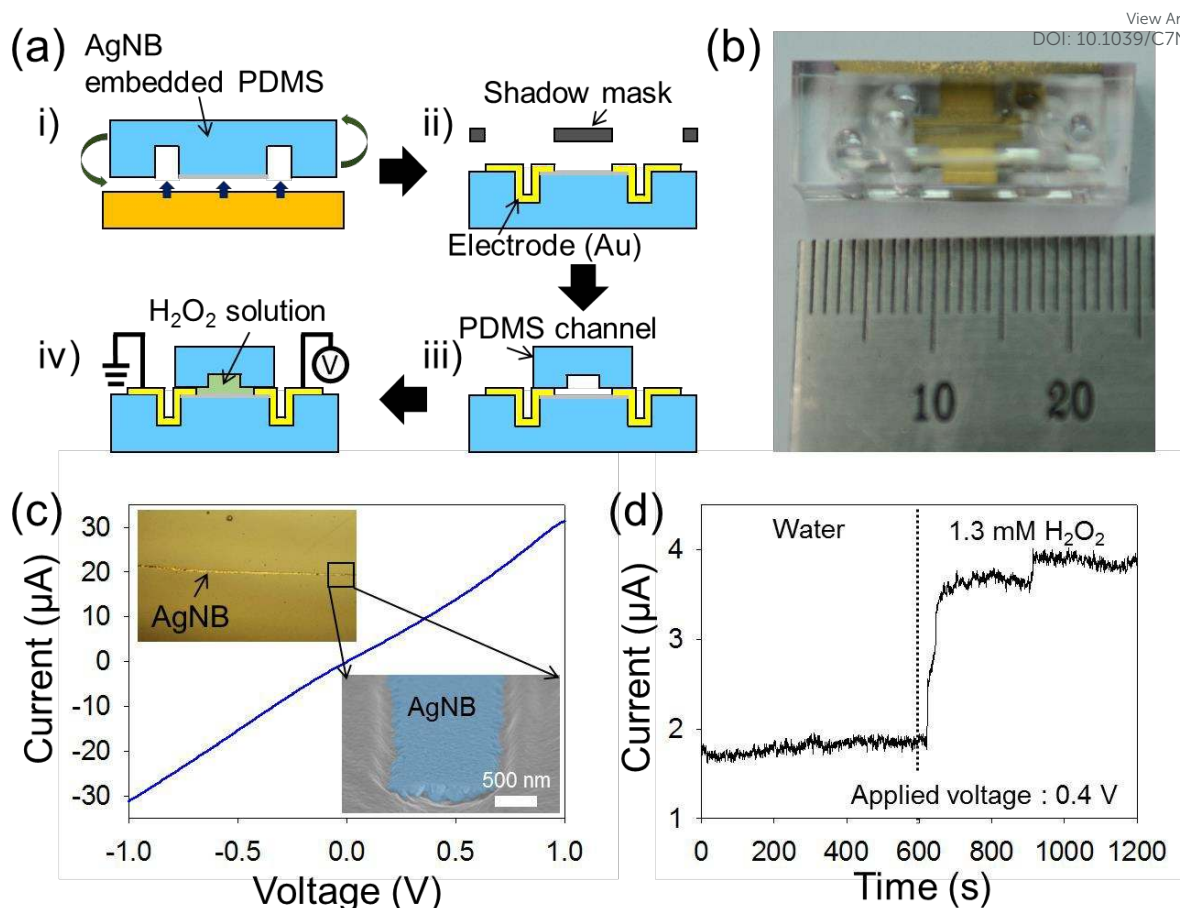 View Ar
DOI: 10.1039/C7N
(a)
AgNB
embedded PDMS
i)
ii)
Shadow mask
Electrode (Au)
H₂O₂ solution
PDMS channel
iv)
V
iii)
(b)
10 20
(c)
Current (µA)
30
20
10
0
-10
-20
-30
AgNB
AgNB
500 nm
-1.0 -0.5 0.0 0.5 1.0
Voltage (V)
(d)
Current (µA)
4
3
2
1
Water
1.3 mM H₂O₂
Applied voltage : 0.4 V
0 200 400 600 800 1000 1200
Time (s)